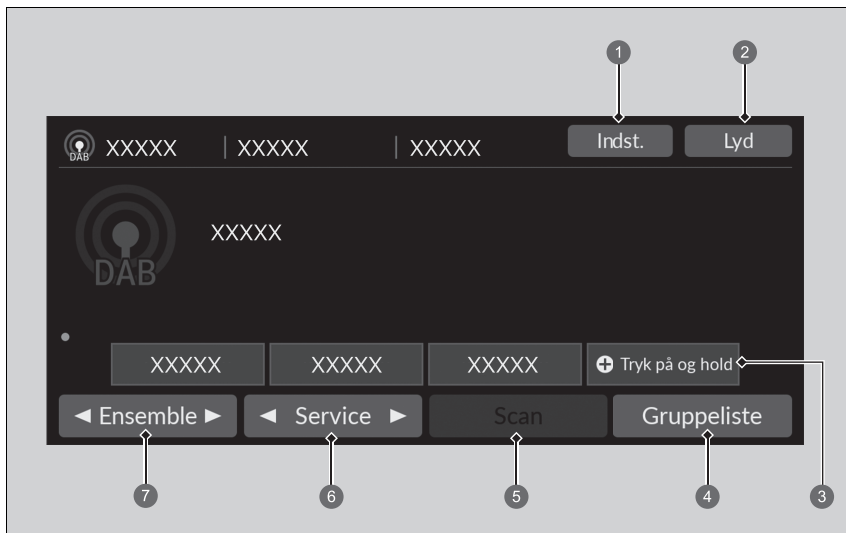 1 2
Indst. Lyd
DAB XXXXX | XXXXX | XXXXX
XXXXX
DAB
XXXXX XXXXX XXXXX + Tryk på og hold
◄ Ensemble ► ◄ Service ► Scan Gruppeliste
7 6 5 4 3